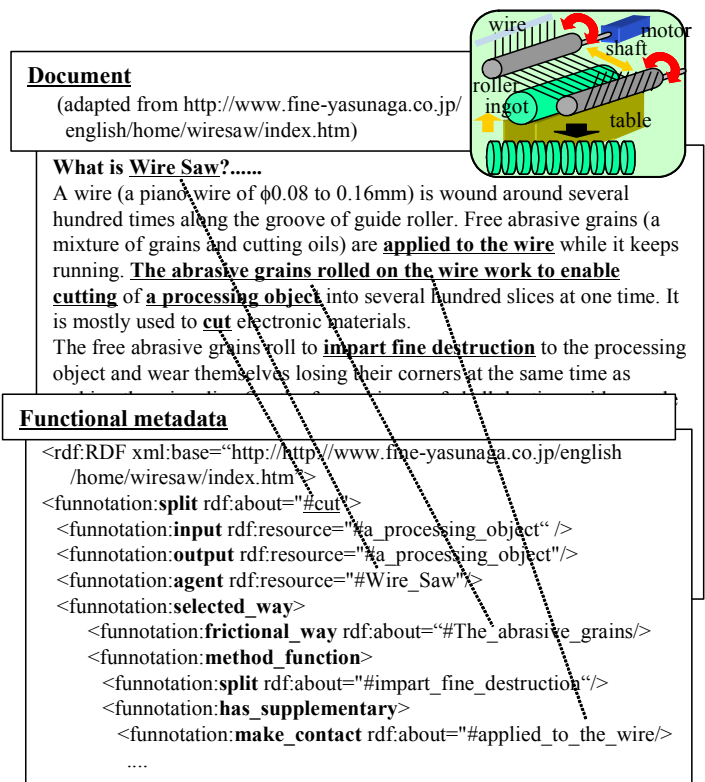 wire
motor
shaft
roller
ingot
table
Document
(adapted from http://www.fine-yasunaga.co.jp/
english/home/wiresaw/index.htm)
What is Wire Saw?......
A wire (a piano wire of ϕ0.08 to 0.16mm) is wound around several
hundred times along the groove of guide roller. Free abrasive grains (a
mixture of grains and cutting oils) are applied to the wire while it keeps
running. The abrasive grains rolled on the wire work to enable
cutting of a processing object into several hundred slices at one time. It
is mostly used to cut electronic materials.
The free abrasive grains roll to impart fine destruction to the processing
object and wear themselves losing their corners at the same time as
Functional metadata
<rdf:RDF xml:base=“http://http://www.fine-yasunaga.co.jp/english
/home/wiresaw/index.htm">
<funnotation:split rdf:about="#cut">
<funnotation:input rdf:resource="#a_processing_object“ />
<funnotation:output rdf:resource="#a_processing_object"/>
<funnotation:agent rdf:resource="#Wire_Saw"/>
<funnotation:selected_way>
<funnotation:frictional_way rdf:about=“#The_abrasive_grains/>
<funnotation:method_function>
<funnotation:split rdf:about="#impart_fine_destruction“/>
<funnotation:has_supplementary>
<funnotation:make_contact rdf:about="#applied_to_the_wire/>
....